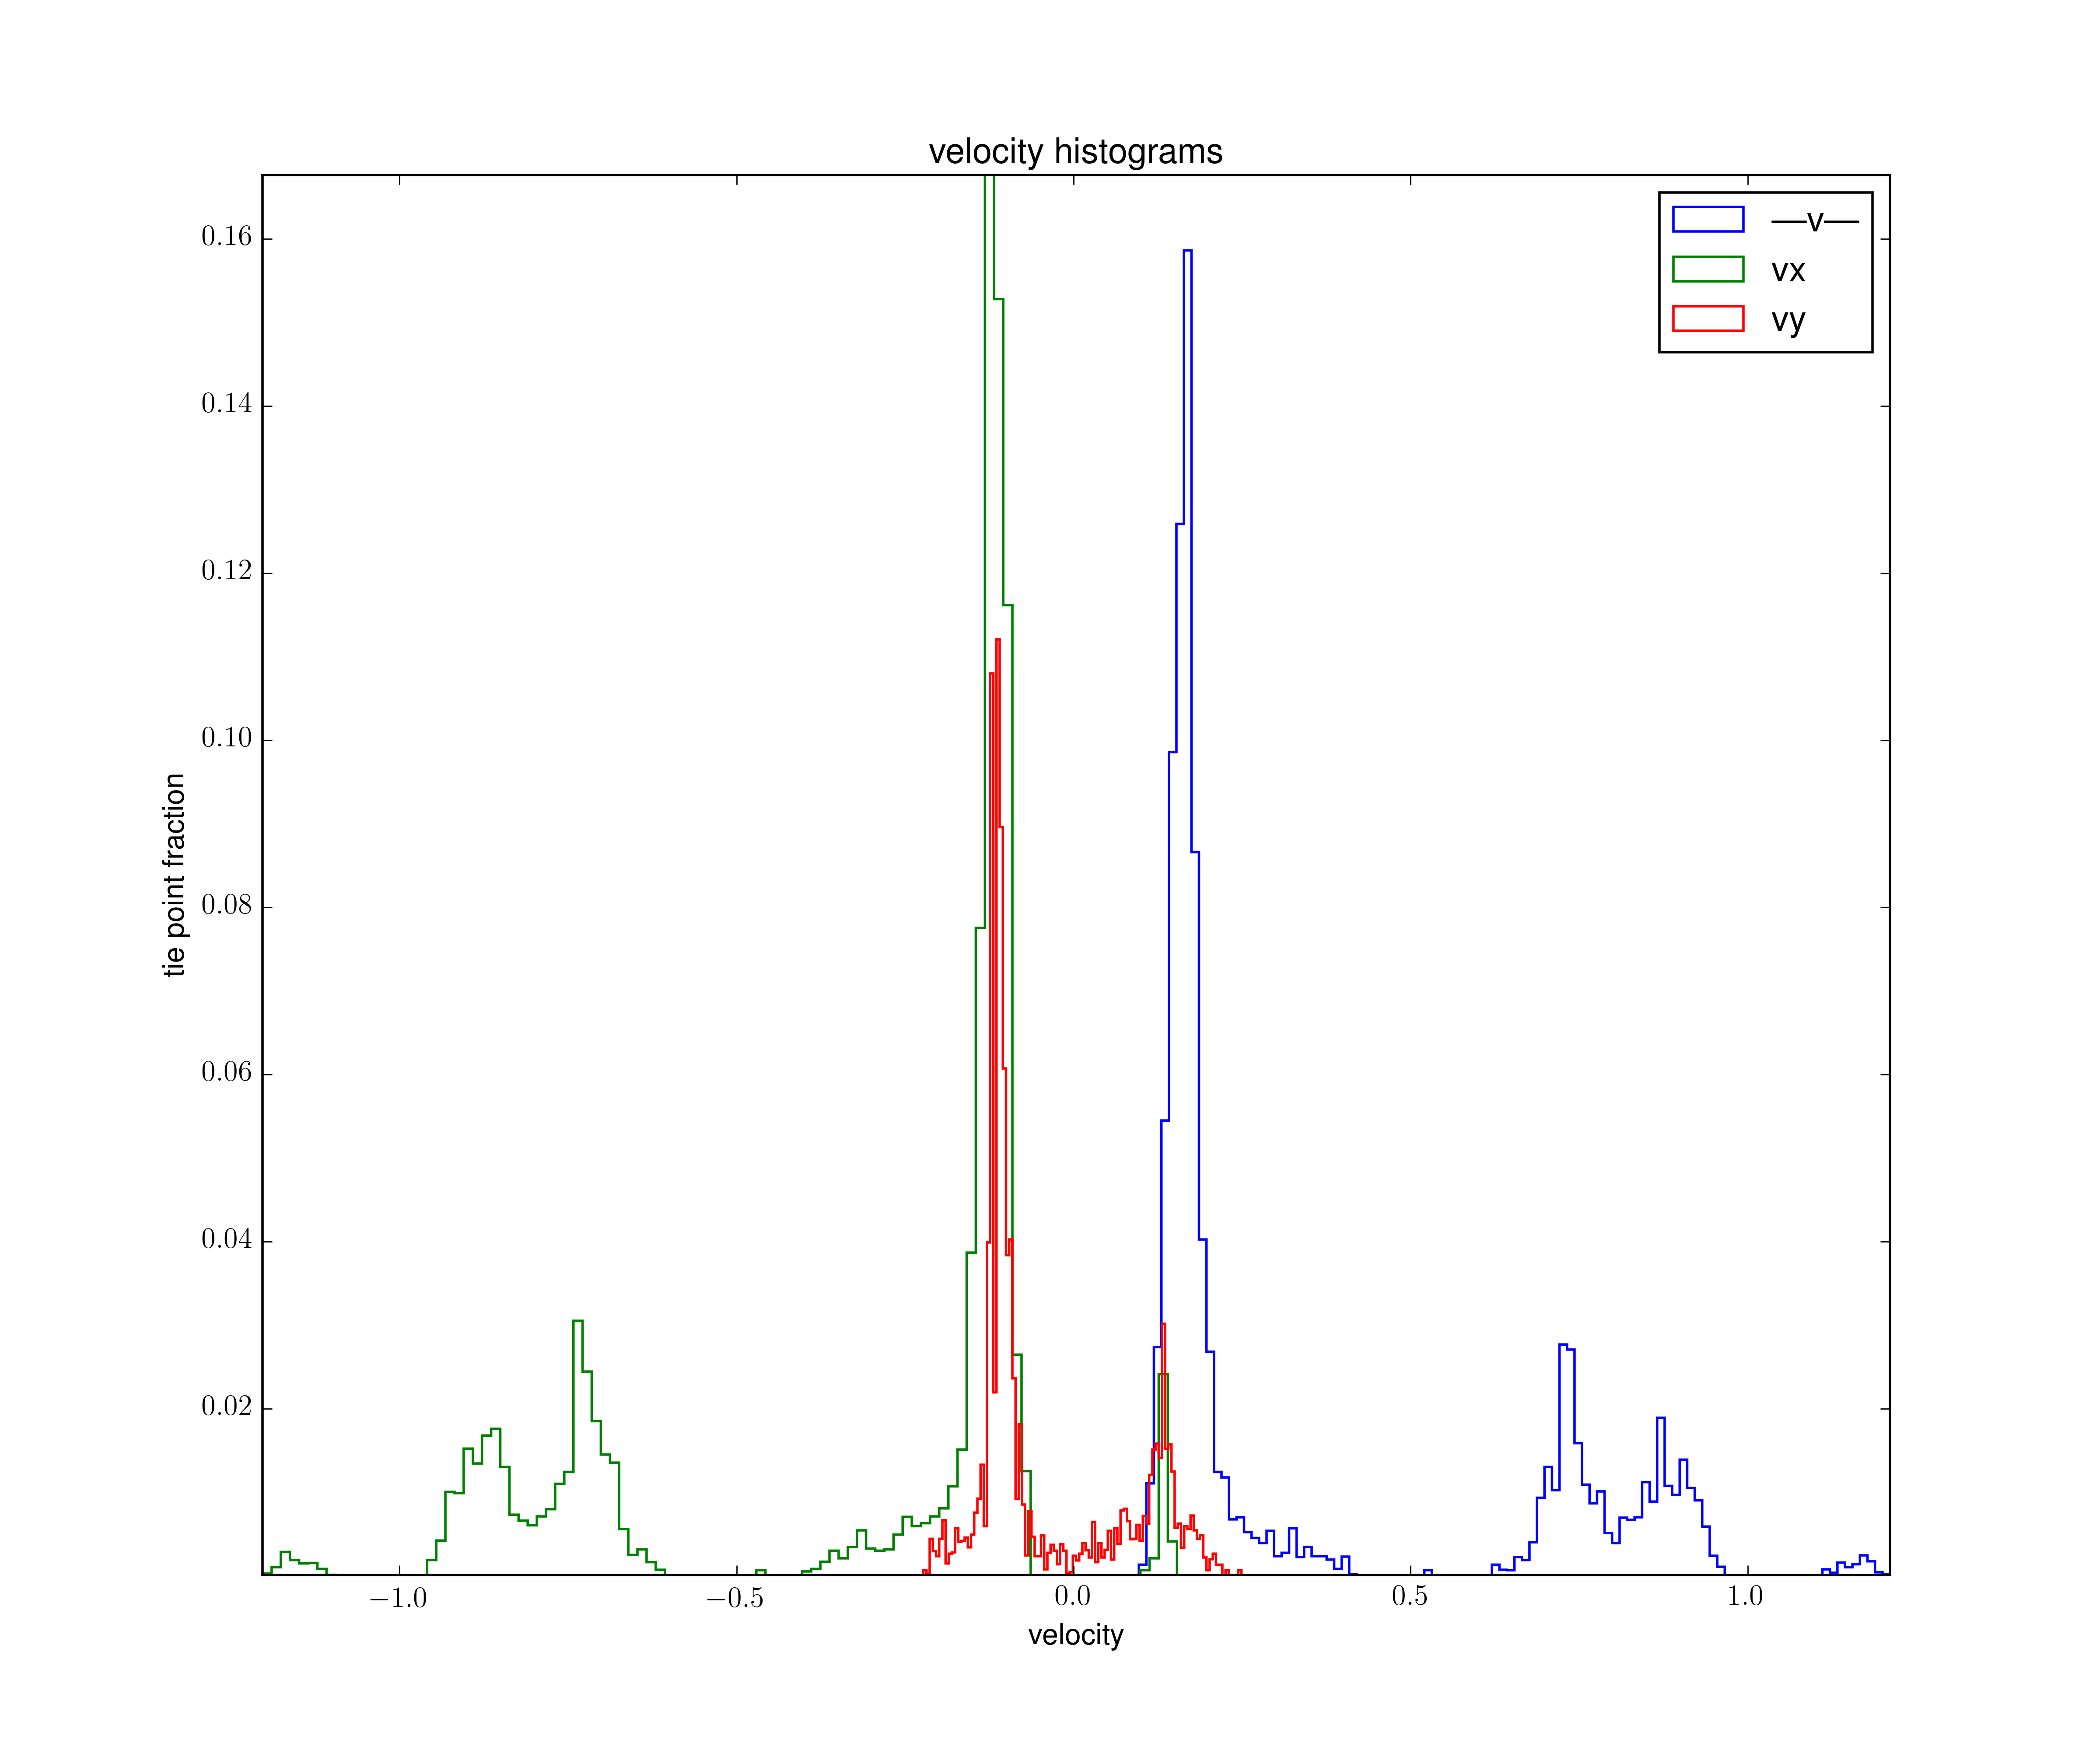 velocity histograms
—v—
vx
vy
0.16
0.14
0.12
0.10
0.08
0.06
0.04
0.02
tie point fraction
−1.0 −0.5 0.0 0.5 1.0
velocity